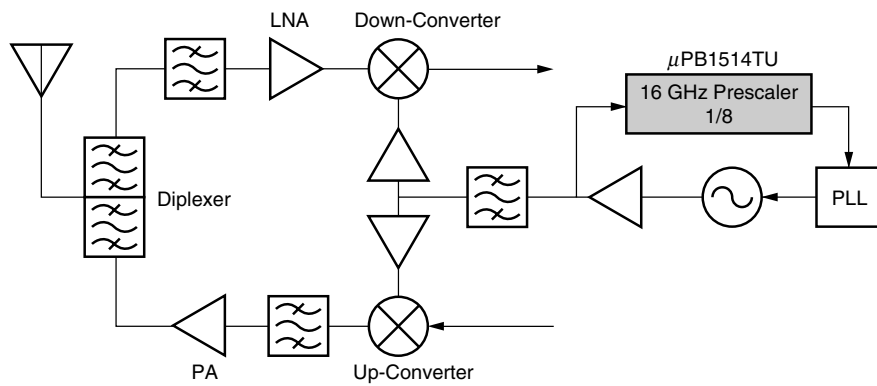 LNA
Down-Converter
μPB1514TU
16 GHz Prescaler
1/8
Diplexer
PLL
PA
Up-Converter